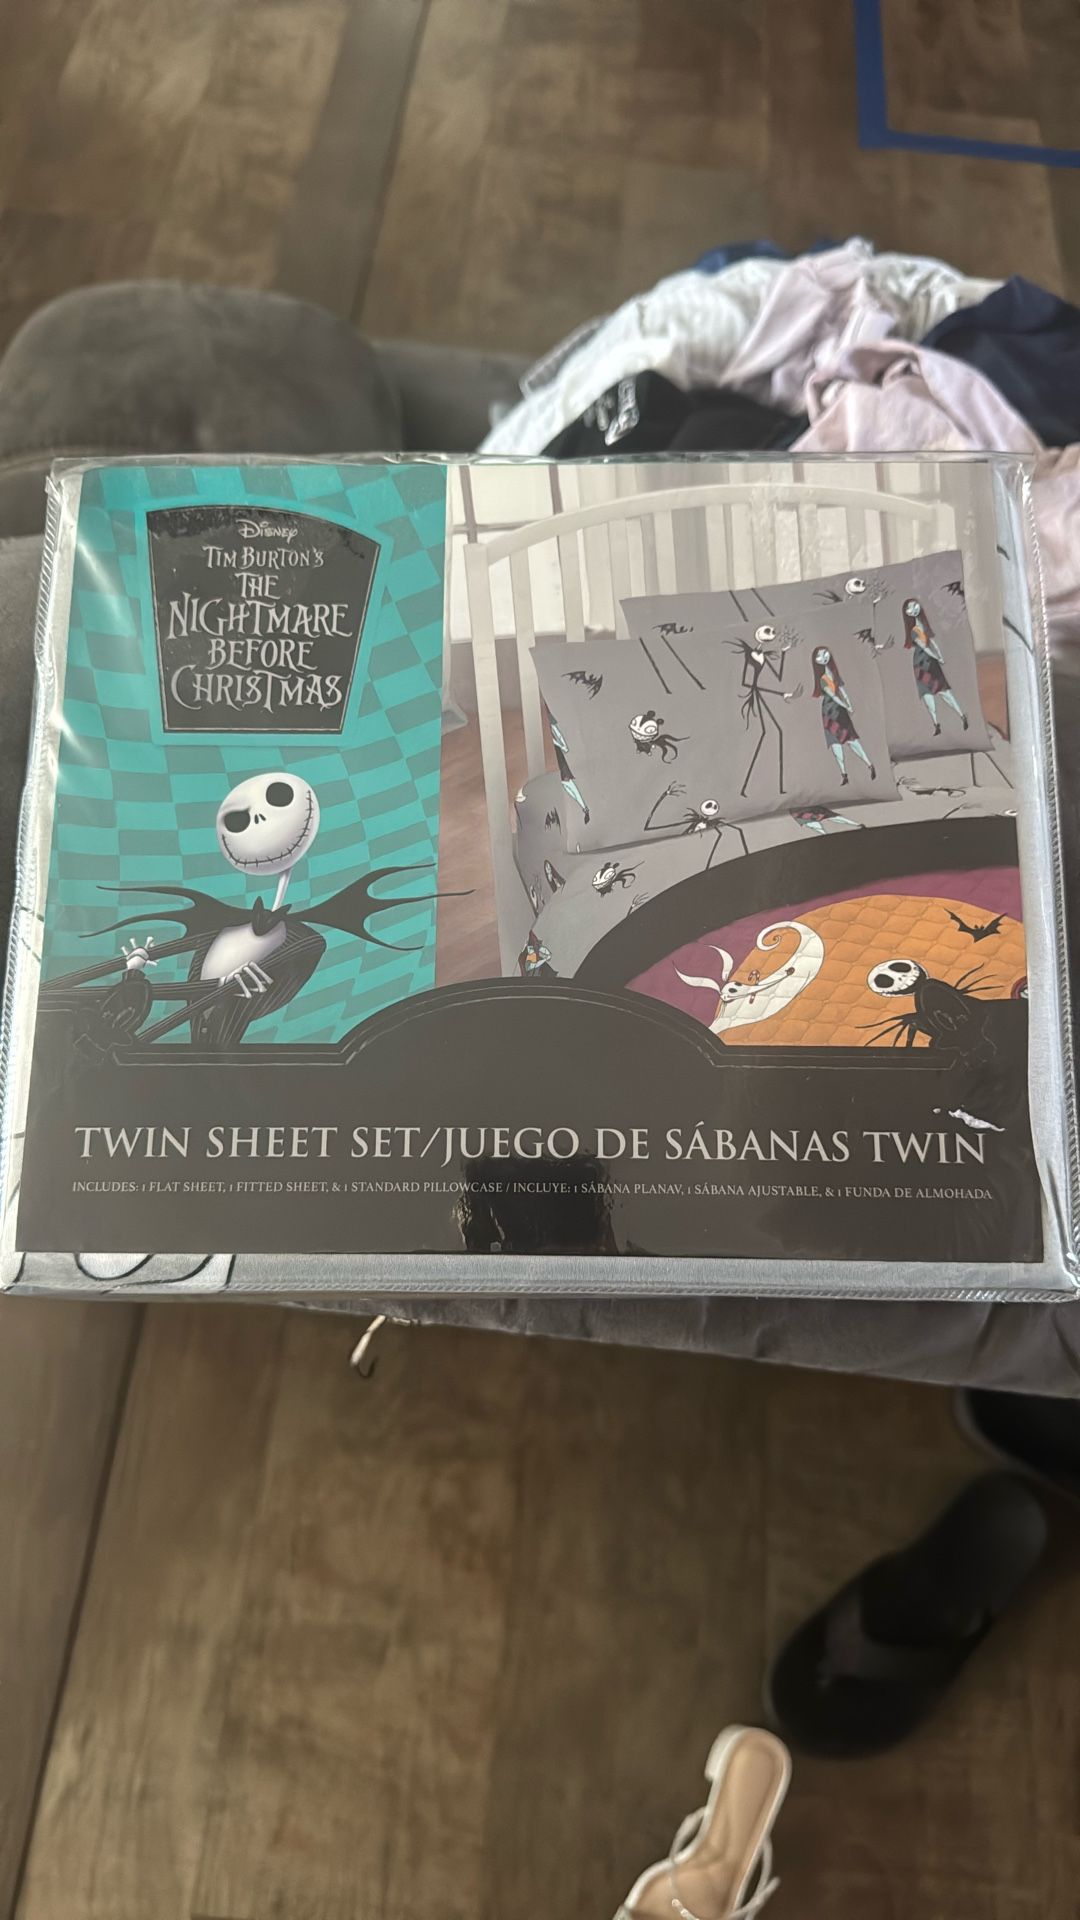 Disney
TIM BURTON'S
THE
NIGHTMARE
BEFORE
CHRISTMAS
TWIN SHEET SET/JUEGO DE SÁBANAS TWIN
INCLUDES: 1 FLAT SHEET, 1 FITTED SHEET, & 1 STANDARD PILLOWCASE / INCLUYE: 1 SÁBANA PLANAV, 1 SÁBANA AJUSTABLE, & 1 FUNDA DE ALMOHADA